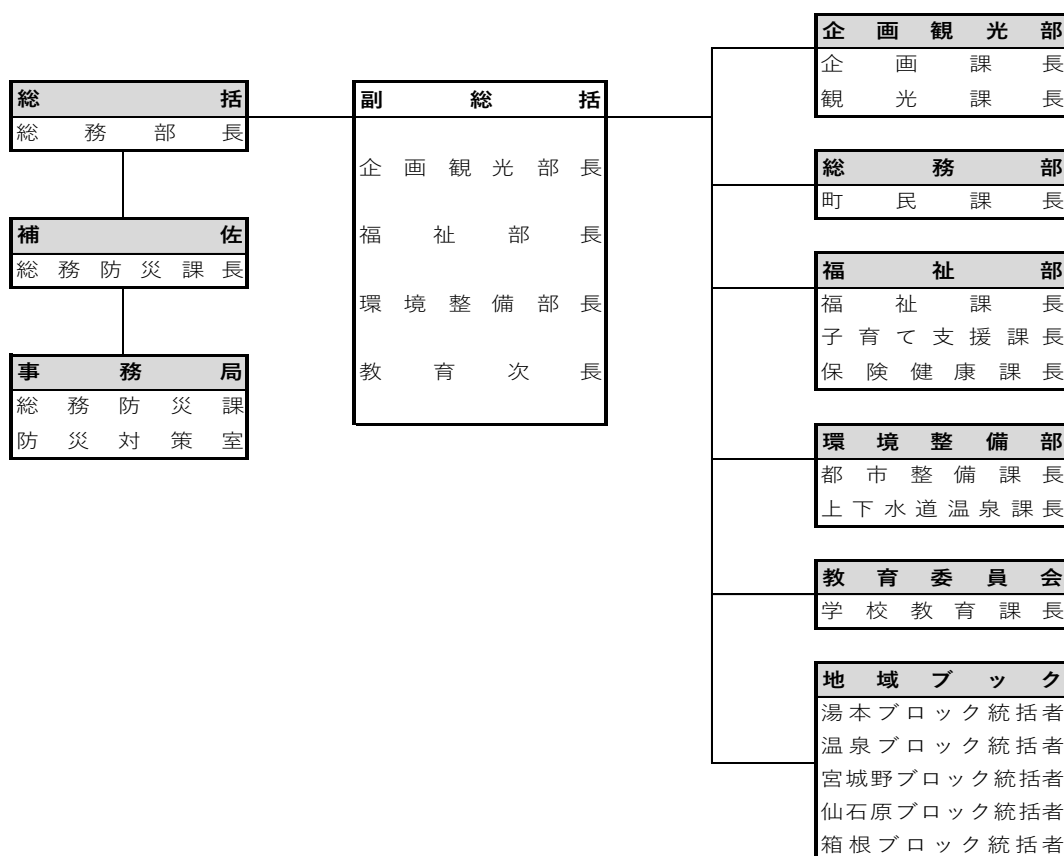 総括
総務部長
補佐
総務防災課長
事務局
総務防災課
防災対策室
副総括
企画観光部長
福祉部長
環境整備部長
教育次長
企画観光部
企画課長
観光課長
総務部
町民課長
福祉部
福祉課長
子育て支援課長
保険健康課長
環境整備部
都市整備課長
上下水道温泉課長
教育委員会
学校教育課長
地域ブック
湯本ブロック統括者
温泉ブロック統括者
宮城野ブロック統括者
仙石原ブロック統括者
箱根ブロック統括者